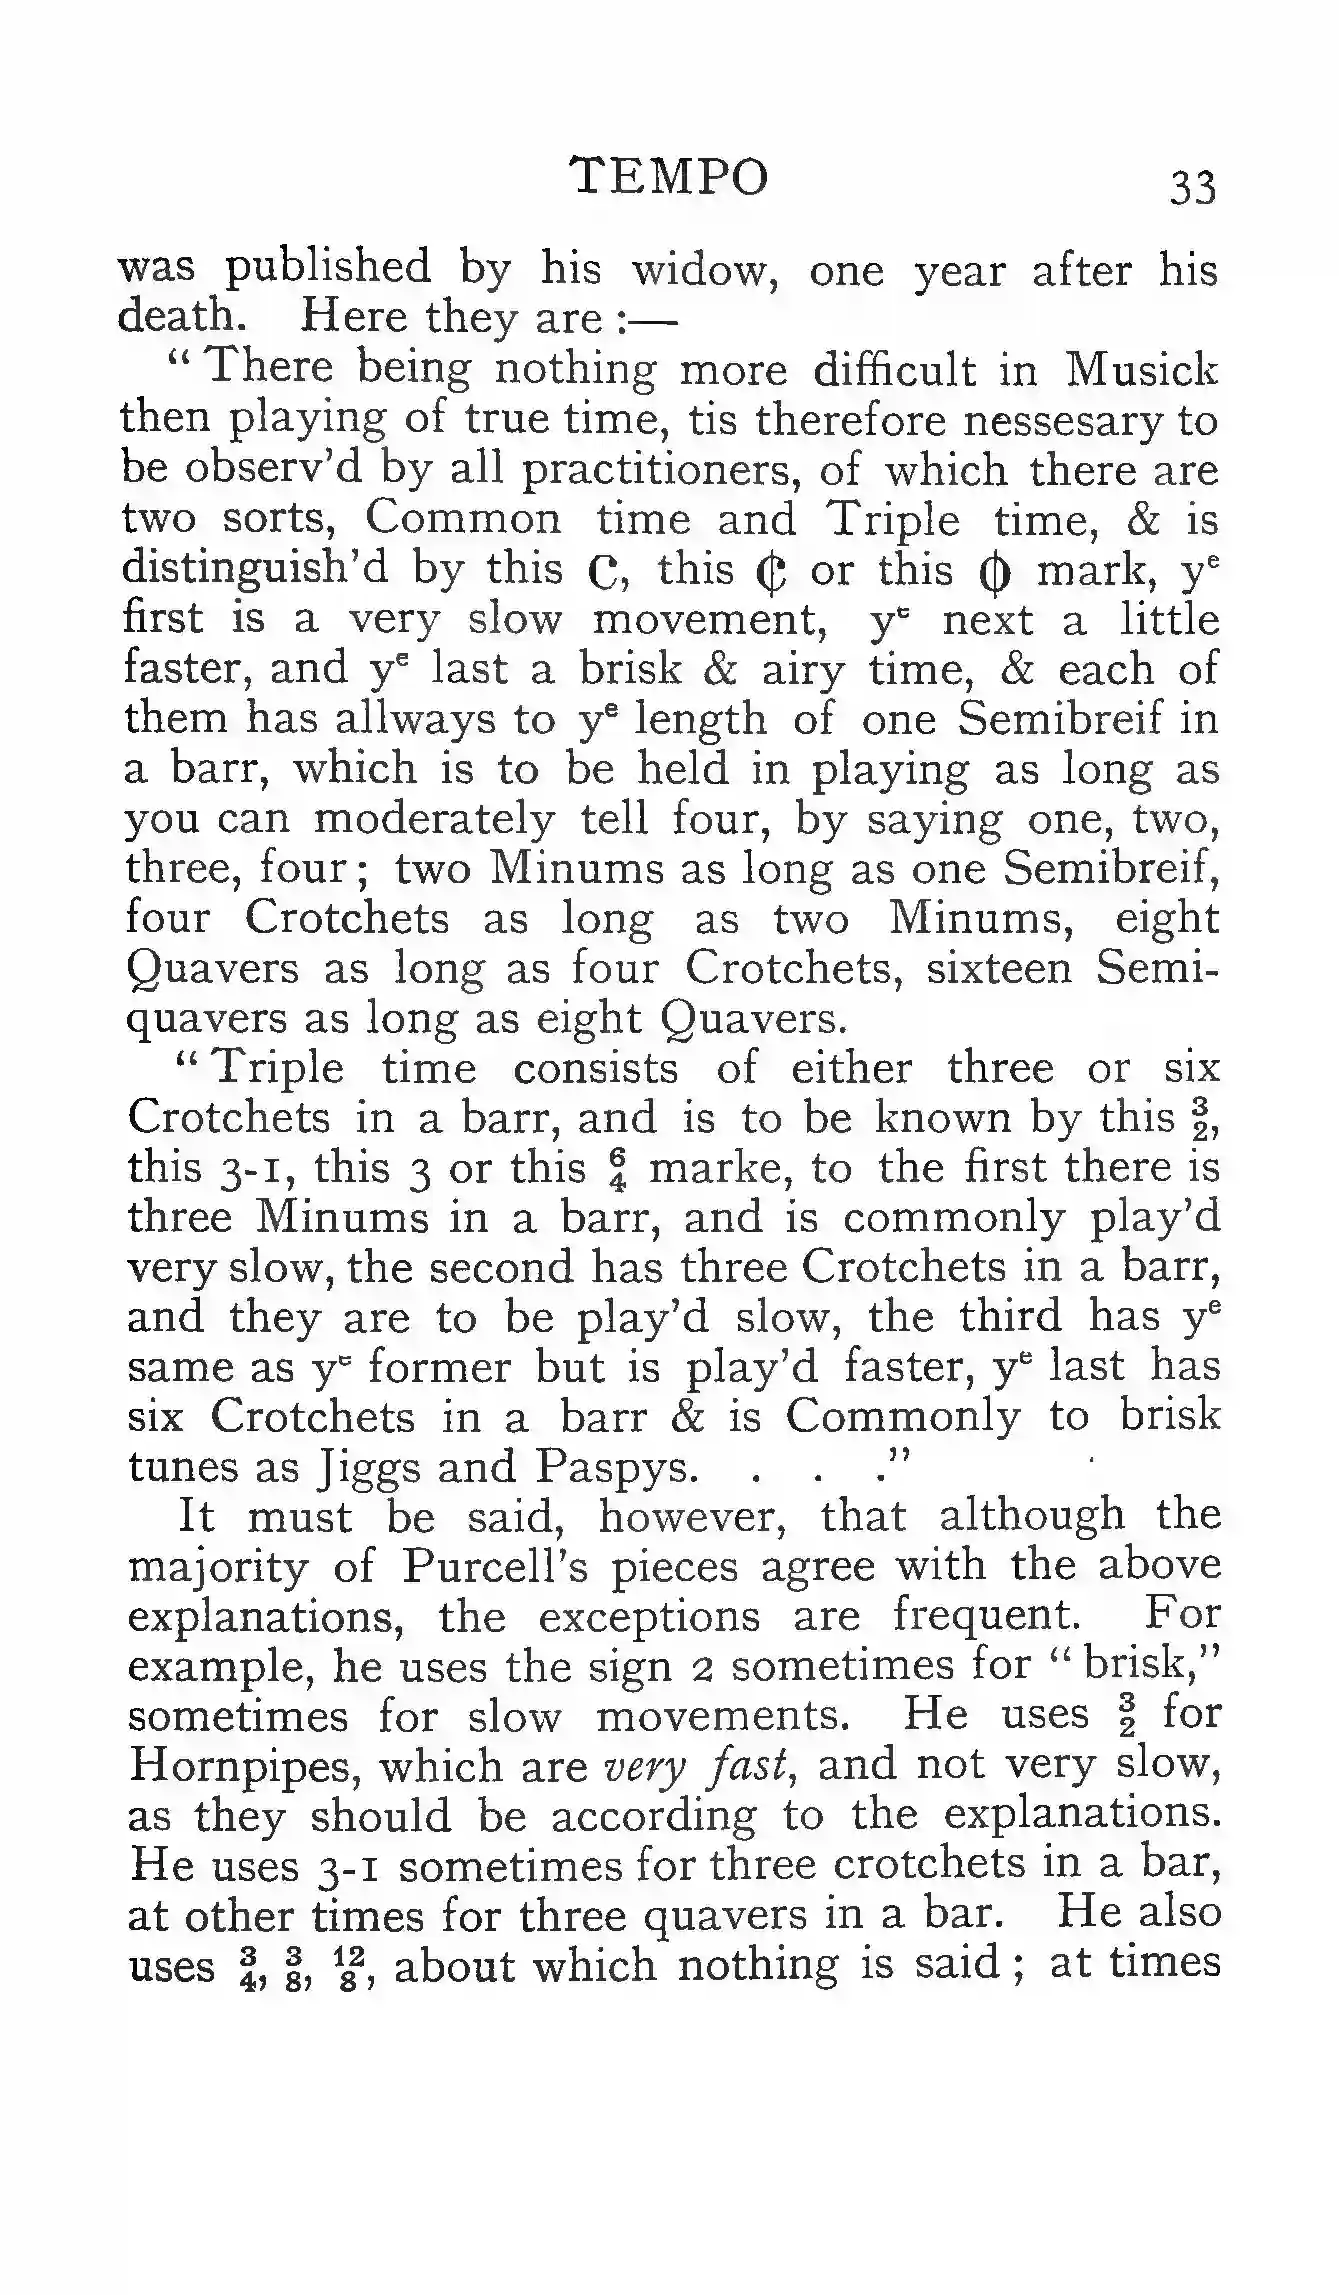 TEMPO 33
was published by his widow, one year after his
death. Here they are :—
“ There being nothing more difficult in Musick
then playing of true time, tis therefore nessesary to
be observ’d by all practitioners, of which there are
two sorts, Common time and Triple time, & is
distinguish’d by this 𝄴, this 𝄵 or this ⏀ mark, yᵉ
first is a very slow movement, yᵉ next a little
faster, and yᵉ last a brisk & airy time, & each of
them has allways to yᵉ length of one Semibreif in
a barr, which is to be held in playing as long as
you can moderately tell four, by saying one, two,
three, four ; two Minums as long as one Semibreif,
four Crotchets as long as two Minums, eight
Quavers as long as four Crotchets, sixteen Semi-
quavers as long as eight Quavers.
“ Triple time consists of either three or six
Crotchets in a barr, and is to be known by this 3/2,
this 3-1, this 3 or this 6/4 marke, to the first there is
three Minums in a barr, and is commonly play’d
very slow, the second has three Crotchets in a barr,
and they are to be play’d slow, the third has yᵉ
same as yᵉ former but is play’d faster, yᵉ last has
six Crotchets in a barr & is Commonly to brisk
tunes as Jiggs and Paspys. . . .”
It must be said, however, that although the
majority of Purcell’s pieces agree with the above
explanations, the exceptions are frequent. For
example, he uses the sign 2 sometimes for “ brisk,”
sometimes for slow movements. He uses 3/2 for
Hornpipes, which are very fast, and not very slow,
as they should be according to the explanations.
He uses 3-1 sometimes for three crotchets in a bar,
at other times for three quavers in a bar. He also
uses 3/4, 3/8, 12/8, about which nothing is said ; at times